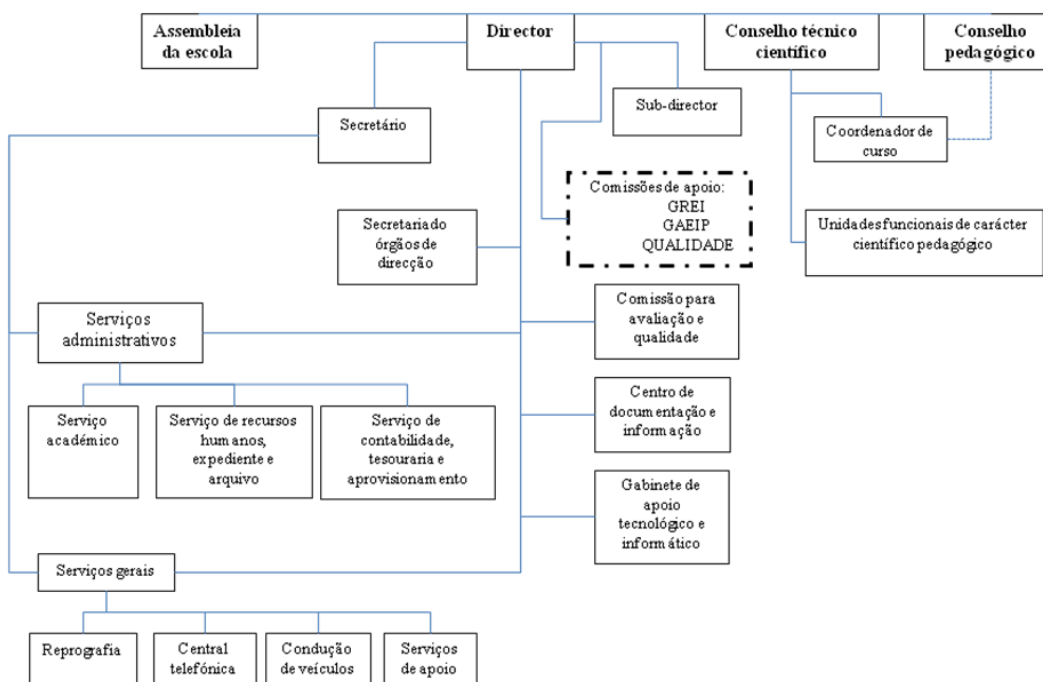 Assembleia
da escola
Director
Conselho técnico
científico
Conselho
pedagógico
Secretário
Sub-director
Coordenador de
curso
Comissões de apoio:
GREI
GAEIP
QUALIDADE
Secretariado
órgãos de
direcção
Unidades funcionais de carácter
científico pedagógico
Serviços
administrativos
Comissão para
avaliação e
qualidade
Serviço
académico
Serviço de recursos
humanos,
expediente e
arquivo
Serviço de
contabilidade,
tesouraria e
aprovisionamento
Centro de
documentação e
informação
Gabinete de
apoio
tecnológico e
informático
Serviços gerais
Reprografia
Central
telefónica
Condução
de veículos
Serviços
de apoio